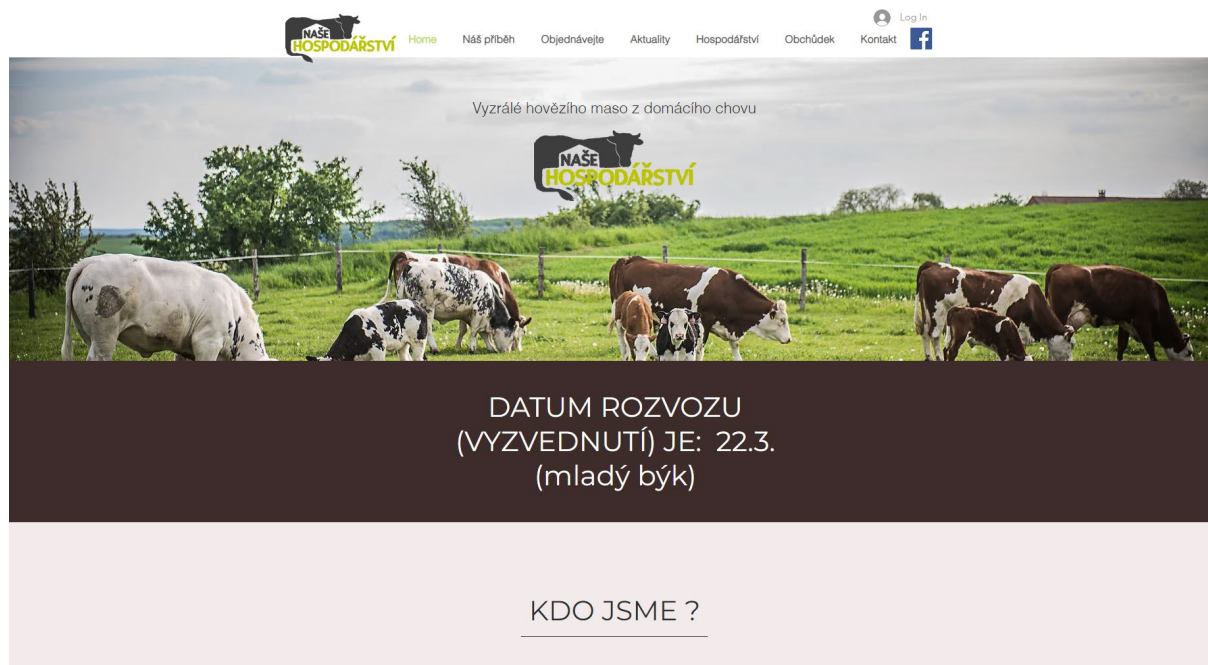 Log In
NAŠE
HOSPODÁŘSTVÍ
Home Náš příběh Objednávejte Aktuality Hospodářství Obchůdek Kontakt
Vyzrálé hovězího maso z domácího chovu
NAŠE
HOSPODÁŘSTVÍ
DATUM ROZVOZU
(VYZVEDNUTÍ) JE: 22.3.
(mladý býk)
KDO JSME ?